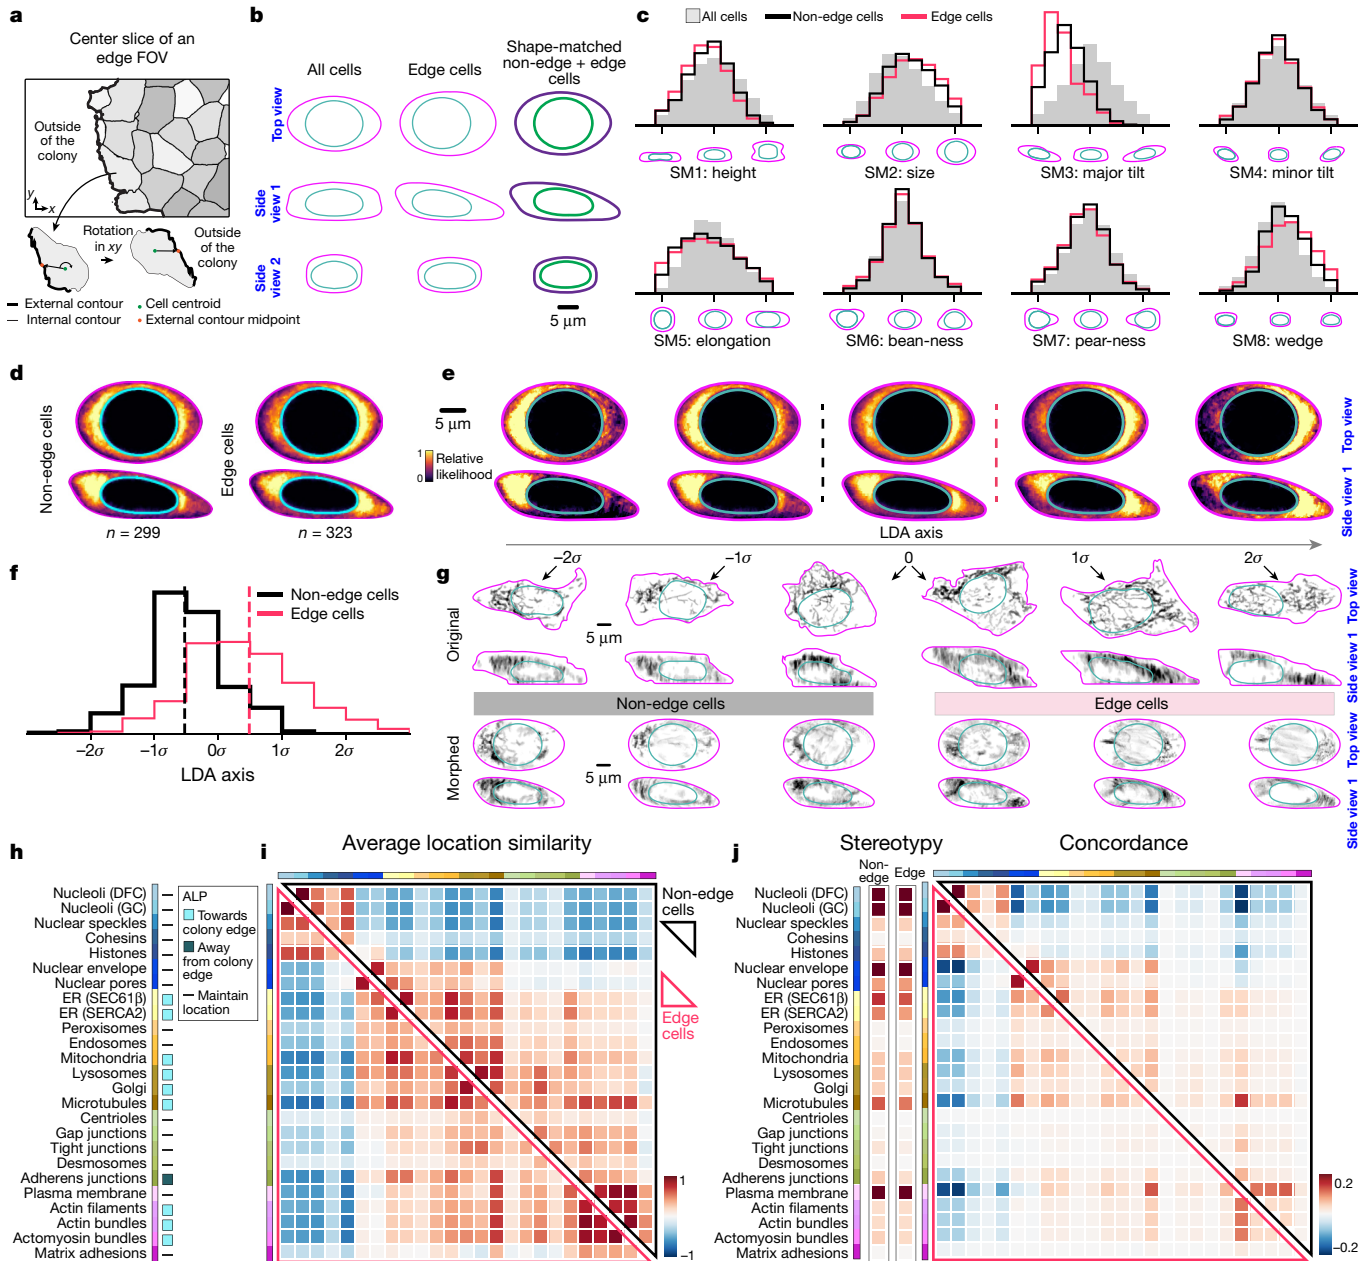 a
Center slice of an
edge FOV
Outside
of the
colony
y
x
Rotation
in xy
Outside
of the
colony
External contour
Internal contour
Cell centroid
External contour midpoint
b
All cells
Edge cells
Shape-matched
non-edge + edge
cells
Top view
Side
view 1
Side
view 2
5 μm
c
All cells
Non-edge cells
Edge cells
SM1: height
SM2: size
SM3: major tilt
SM4: minor tilt
SM5: elongation
SM6: bean-ness
SM7: pear-ness
SM8: wedge
d
Non-edge cells
Edge cells
n = 299
n = 323
e
5 μm
1
0
Relative
likelihood
Top view
Side view 1
LDA axis
−2σ
−1σ
0
1σ
2σ
f
Non-edge cells
Edge cells
−2σ
−1σ
0σ
1σ
2σ
LDA axis
g
Original
5 μm
Top view
Side view 1
Non-edge cells
Edge cells
Morphed
5 μm
Top view
Side view 1
h
Nucleoli (DFC)
Nucleoli (GC)
Nuclear speckles
Cohesins
Histones
Nuclear envelope
Nuclear pores
ER (SEC61β)
ER (SERCA2)
Peroxisomes
Endosomes
Mitochondria
Lysosomes
Golgi
Microtubules
Centrioles
Gap junctions
Tight junctions
Desmosomes
Adherens junctions
Plasma membrane
Actin filaments
Actin bundles
Actomyosin bundles
Matrix adhesions
ALP
Towards
colony edge
Away
from colony
edge
Maintain
location
i
Average location similarity
Non-edge
cells
Edge
cells
1
−1
j
Stereotypy
Non-
edge
Edge
Concordance
Nucleoli (DFC)
Nucleoli (GC)
Nuclear speckles
Cohesins
Histones
Nuclear envelope
Nuclear pores
ER (SEC61β)
ER (SERCA2)
Peroxisomes
Endosomes
Mitochondria
Lysosomes
Golgi
Microtubules
Centrioles
Gap junctions
Tight junctions
Desmosomes
Adherens junctions
Plasma membrane
Actin filaments
Actin bundles
Actomyosin bundles
Matrix adhesions
0.2
−0.2